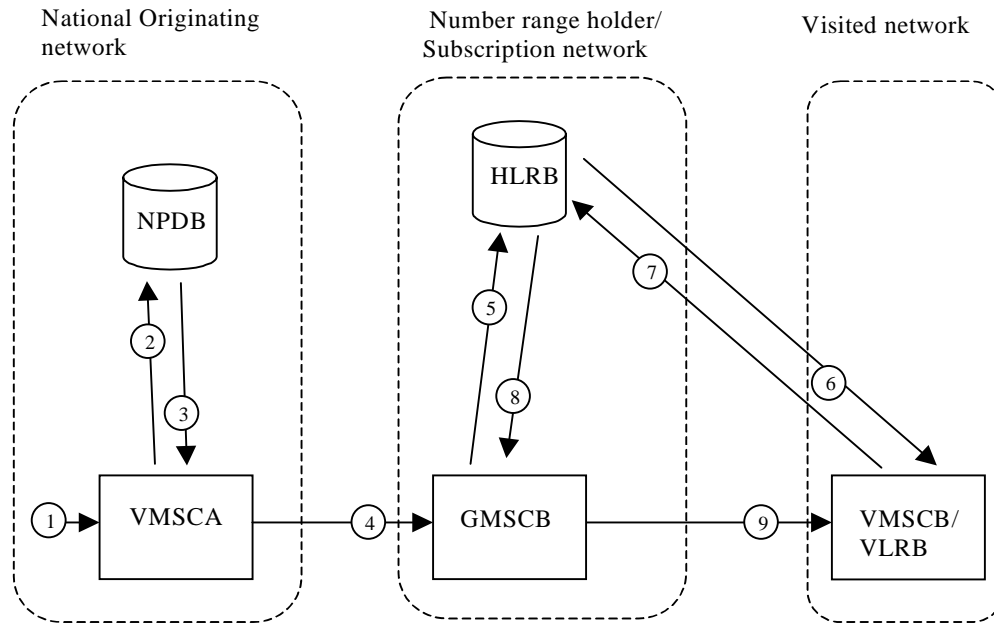 National Originating
network
Number range holder/
Subscription network
Visited network
NPDB
HLRB
2
3
5
8
7
6
1
VMSCA
4
GMSCB
9
VMSCB/
VLRB